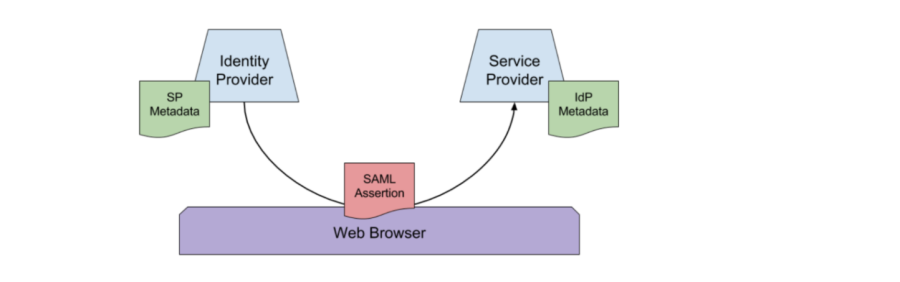 Identity
Provider
Service
Provider
SP
Metadata
IdP
Metadata
SAML
Assertion
Web Browser